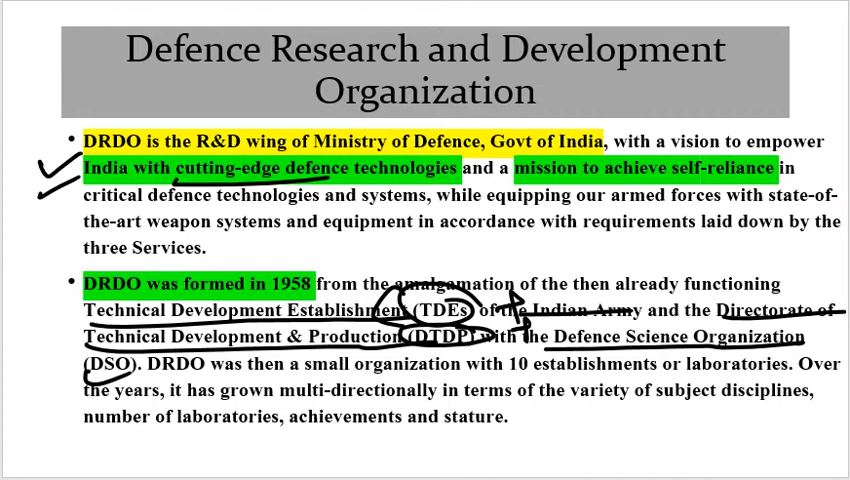 Defence Research and Development
Organization
• DRDO is the R&D wing of Ministry of Defence, Govt of India, with a vision to empower
India with cutting-edge defence technologies and a mission to achieve self-reliance in
critical defence technologies and systems, while equipping our armed forces with state-of-
the-art weapon systems and equipment in accordance with requirements laid down by the
three Services.
• DRDO was formed in 1958 from the amalgamation of the then already functioning
Technical Development Establishment (TDEs) of the Indian Army and the Directorate of
Technical Development & Production (DTDP) with the Defence Science Organization
(DSO). DRDO was then a small organization with 10 establishments or laboratories. Over
the years, it has grown multi-directionally in terms of the variety of subject disciplines,
number of laboratories, achievements and stature.